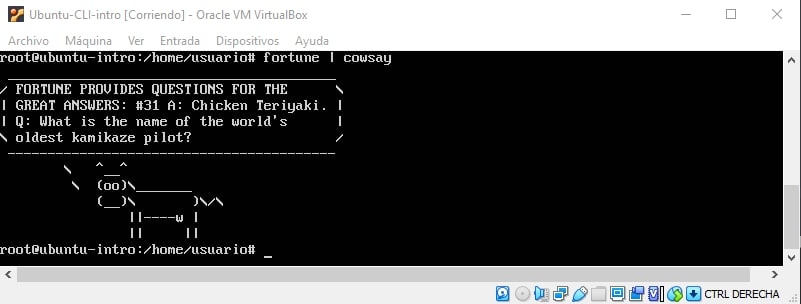 Ubuntu-CLI-intro [Corriendo] - Oracle VM VirtualBox
Archivo Máquina Ver Entrada Dispositivos Ayuda
root@ubuntu-intro:/home/usuario# fortune | cowsay
 _________________________________________
/ FORTUNE PROVIDES QUESTIONS FOR THE      \
| GREAT ANSWERS: #31 A: Chicken Teriyaki. |
| Q: What is the name of the world's      |
\ oldest kamikaze pilot?                  /
 -----------------------------------------
        \   ^__^
         \  (oo)\_______
            (__)\       )\/\
                ||----w |
                ||     ||
root@ubuntu-intro:/home/usuario# _
CTRL DERECHA